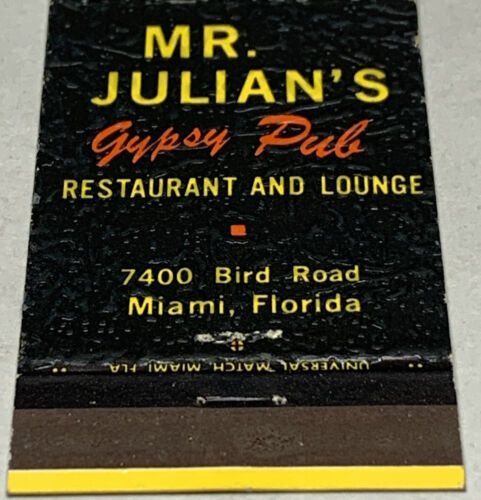 MR.
JULIAN'S
Gypsy Pub
RESTAURANT AND LOUNGE
7400 Bird Road
Miami, Florida
UNIVERSAL MATCH MIAMI FLA